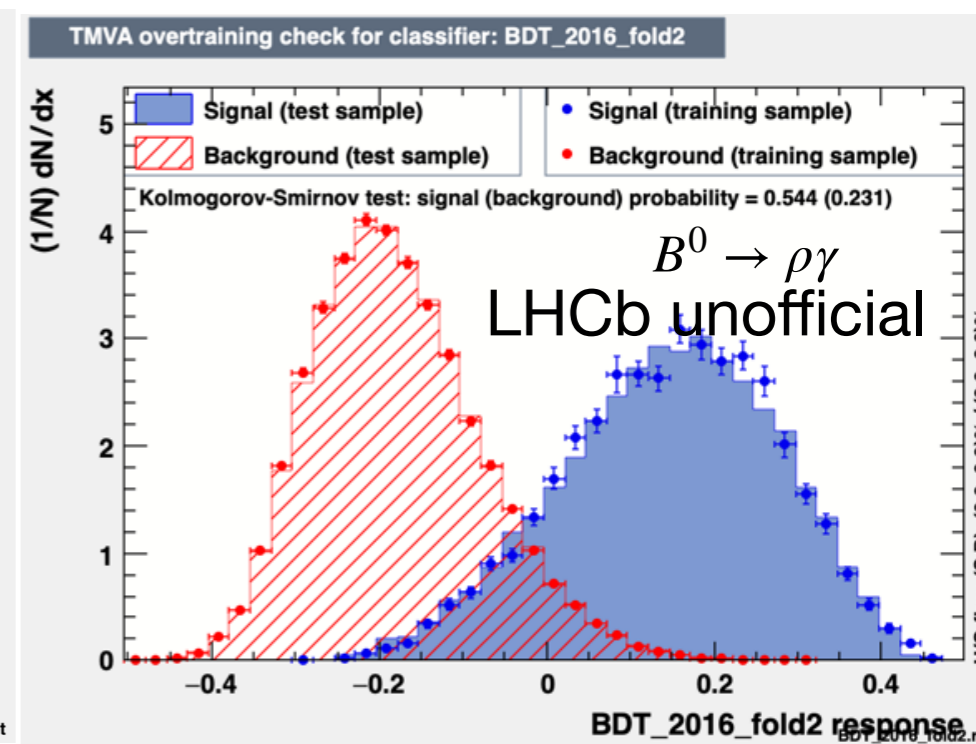 TMVA overtraining check for classifier: BDT_2016_fold2
(1/N) dN/dx
Signal (test sample)
Background (test sample)
Signal (training sample)
Background (training sample)
Kolmogorov-Smirnov test: signal (background) probability = 0.544 (0.231)
B⁰ → ργ
LHCb unofficial
5
4
3
2
1
0
−0.4 −0.2 0 0.2 0.4
BDT_2016_fold2 response
t